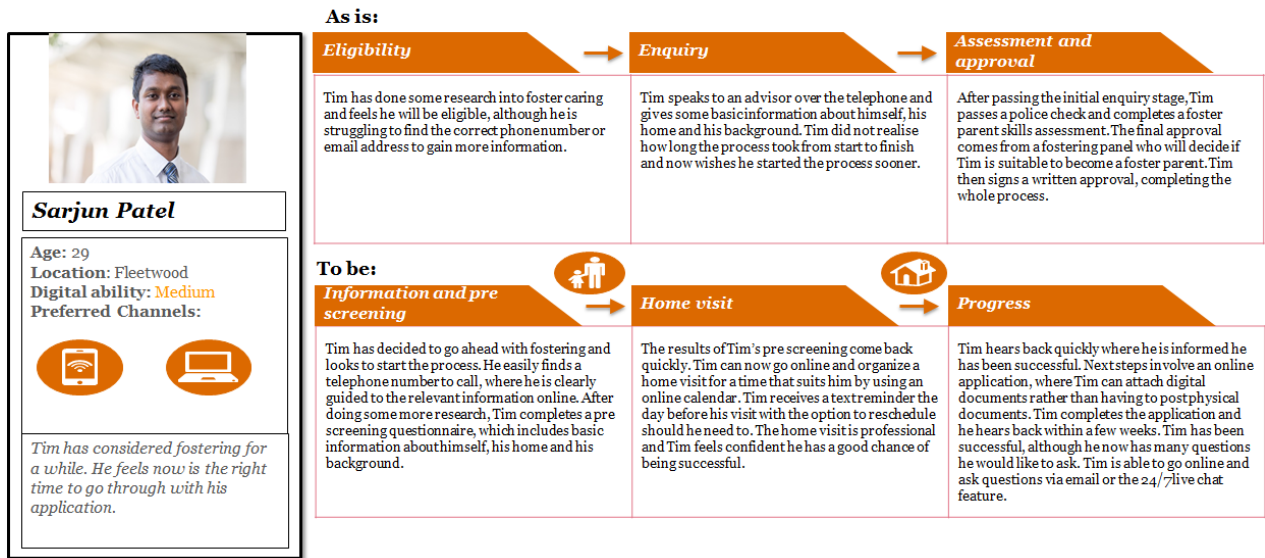 Sarjun Patel
Age: 29
Location: Fleetwood
Digital ability: Medium
Preferred Channels:
Tim has considered fostering for
a while. He feels now is the right
time to go through with his
application.
As is:
Eligibility
Tim has done some research into foster caring
and feels he will be eligible, although he is
struggling to find the correct phone number or
email address to gain more information.
Enquiry
Tim speaks to an advisor over the telephone and
gives some basic information about himself, his
home and his background. Tim did not realise
how long the process took from start to finish
and now wishes he started the process sooner.
Assessment and
approval
After passing the initial enquiry stage, Tim
passes a police check and completes a foster
parent skills assessment. The final approval
comes from a fostering panel who will decide if
Tim is suitable to become a foster parent. Tim
then signs a written approval, completing the
whole process.
To be:
Information and pre
screening
Tim has decided to go ahead with fostering and
looks to start the process. He easily finds a
telephone number to call, where he is clearly
guided to the relevant information online. After
doing some more research, Tim completes a pre
screening questionnaire, which includes basic
information about himself, his home and his
background.
Home visit
The results of Tim's pre screening come back
quickly. Tim can now go online and organize a
home visit for a time that suits him by using an
online calendar. Tim receives a text reminder the
day before his visit with the option to reschedule
should he need to. The home visit is professional
and Tim feels confident he has a good chance of
being successful.
Progress
Tim hears back quickly where he is informed he
has been successful. Next steps involve an online
application, where Tim can attach digital
documents rather than having to post physical
documents. Tim completes the application and
he hears back within a few weeks. Tim has been
successful, although he now has many questions
he would like to ask. Tim is able to go online and
ask questions via email or the 24/7 live chat
feature.